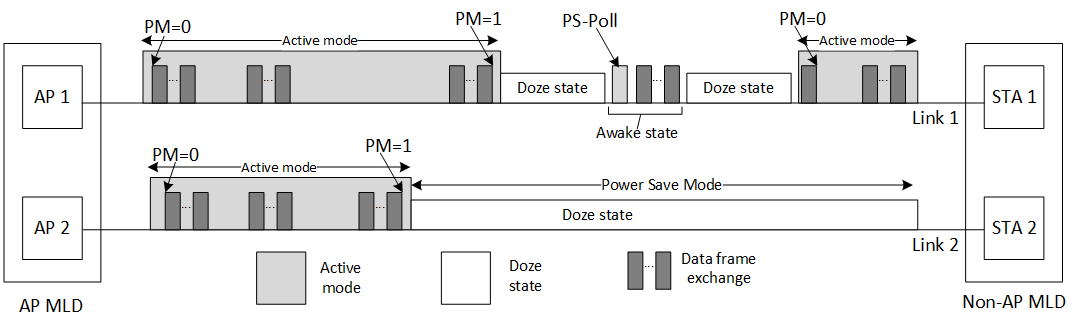 PM=0
Active mode
PM=1
PS-Poll
PM=0
Active mode
AP 1
...
...
...
Doze state
...
Doze state
...
STA 1
Link 1
Awake state
PM=0
Active mode
PM=1
Power Save Mode
AP 2
...
...
...
Doze state
STA 2
Link 2
AP MLD
Active
mode
Doze
state
...
Data frame
exchange
Non-AP MLD